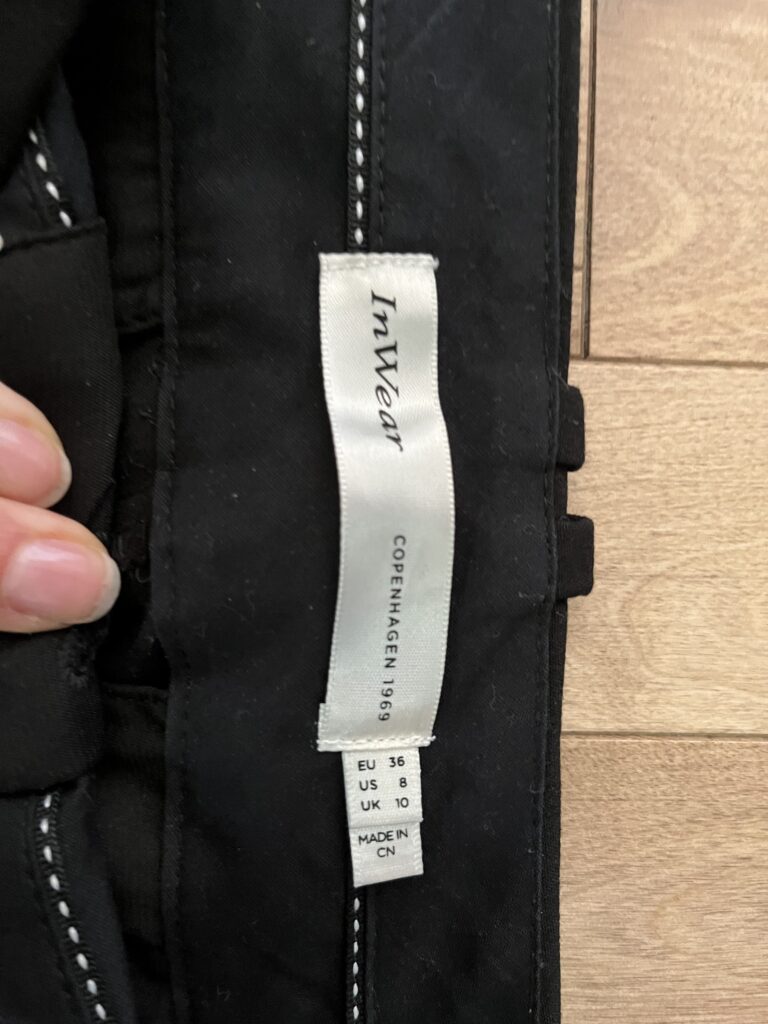 InWear
COPENHAGEN 1969
EU 36
US 8
UK 10
MADE IN
CN